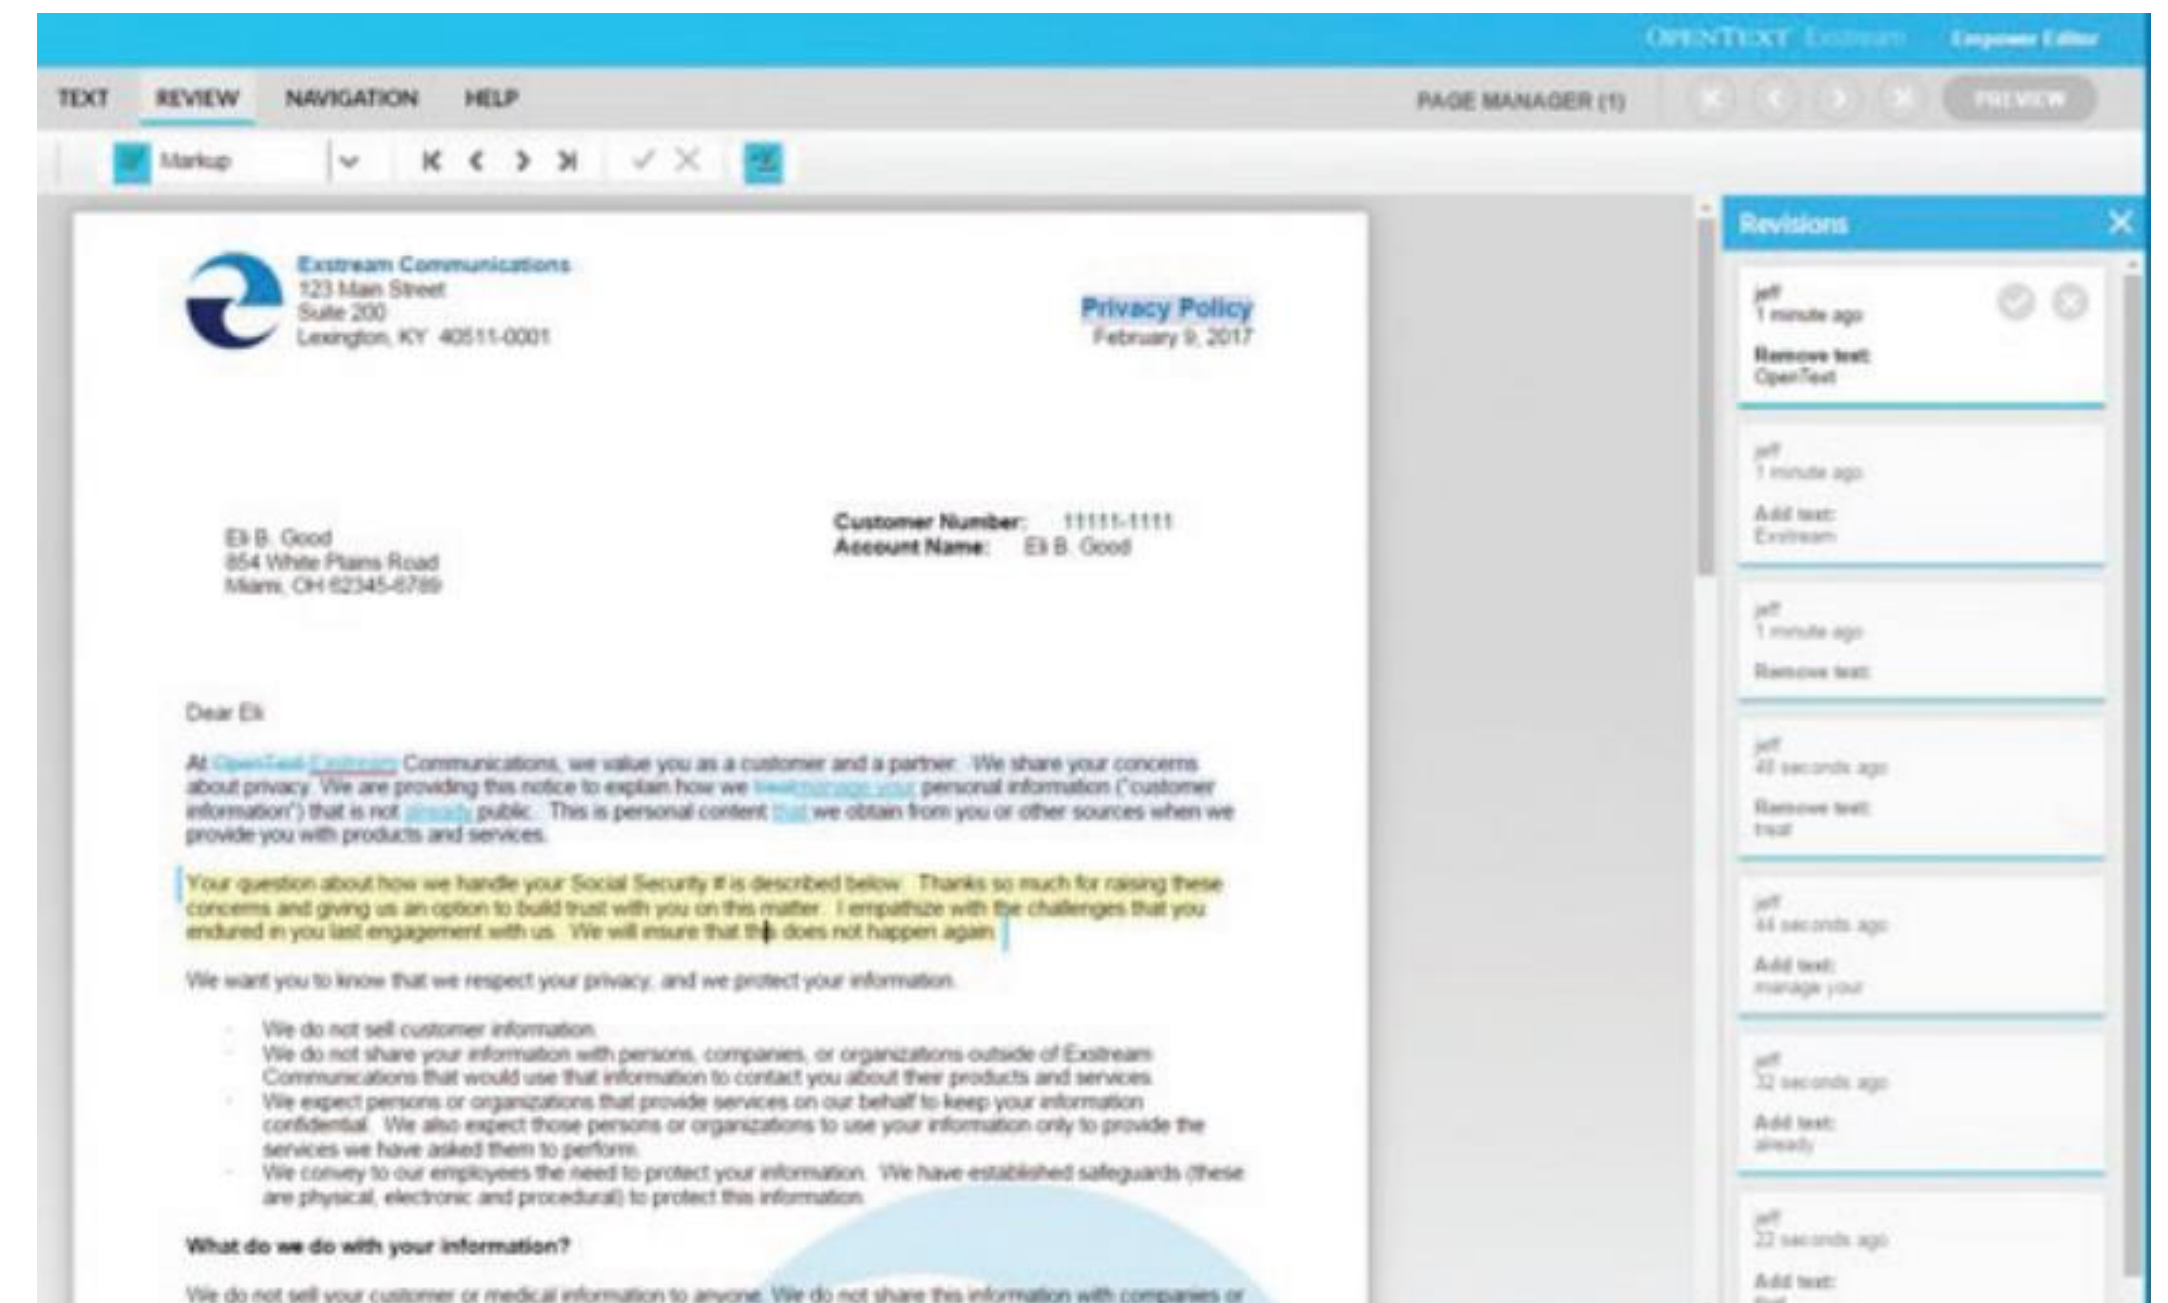 OPENTEXT Exstream Empower Editor
TEXT REVIEW NAVIGATION HELP PAGE MANAGER (1) PREVIEW
Markup
Exstream Communications
123 Main Street
Suite 200
Lexington, KY 40511-0001
Privacy Policy
February 9, 2017
Customer Number: 11111-1111
Account Name: Eli B. Good
Eli B. Good
854 White Plains Road
Miami, OH 62345-6789
Dear Eli
At OpenText Exstream Communications, we value you as a customer and a partner. We share your concerns
about privacy. We are providing this notice to explain how we treat manage your personal information ("customer
information") that is not already public. This is personal content that we obtain from you or other sources when we
provide you with products and services.
Your question about how we handle your Social Security # is described below. Thanks so much for raising these
concerns and giving us an option to build trust with you on this matter. I empathize with the challenges that you
endured in you last engagement with us. We will insure that this does not happen again.
We want you to know that we respect your privacy, and we protect your information.
We do not sell customer information.
We do not share your information with persons, companies, or organizations outside of Exstream
Communications that would use that information to contact you about their products and services.
We expect persons or organizations that provide services on our behalf to keep your information
confidential. We also expect those persons or organizations to use your information only to provide the
services we have asked them to perform.
We convey to our employees the need to protect your information. We have established safeguards (these
are physical, electronic and procedural) to protect this information.
What do we do with your information?
We do not sell your customer or medical information to anyone. We do not share this information with companies or
Revisions
jeff
1 minute ago
Remove text:
OpenText
jeff
1 minute ago
Add text:
Exstream
jeff
1 minute ago
Remove text:
jeff
48 seconds ago
Remove text:
treat
jeff
44 seconds ago
Add text:
manage your
jeff
32 seconds ago
Add text:
already
jeff
22 seconds ago
Add text:
that